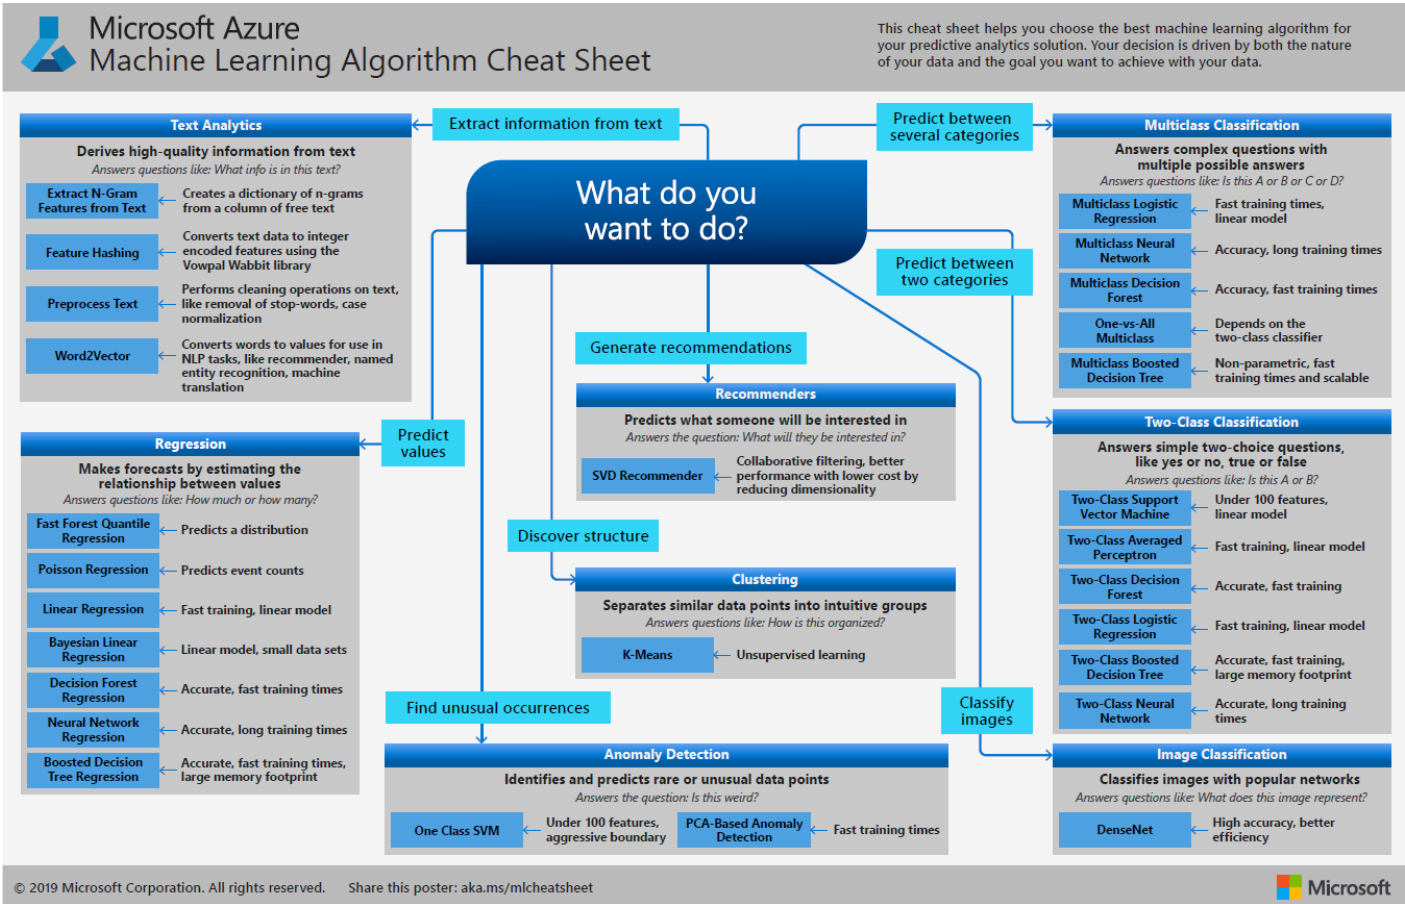 Microsoft Azure
Machine Learning Algorithm Cheat Sheet
This cheat sheet helps you choose the best machine learning algorithm for
your predictive analytics solution. Your decision is driven by both the nature
of your data and the goal you want to achieve with your data.
What do you
want to do?
Extract information from text
Text Analytics
Derives high-quality information from text
Answers questions like: What info is in this text?
Extract N-Gram
Features from Text
Creates a dictionary of n-grams
from a column of free text
Feature Hashing
Converts text data to integer
encoded features using the
Vowpal Wabbit library
Preprocess Text
Performs cleaning operations on text,
like removal of stop-words, case
normalization
Word2Vector
Converts words to values for use in
NLP tasks, like recommender, named
entity recognition, machine
translation
Predict
values
Regression
Makes forecasts by estimating the
relationship between values
Answers questions like: How much or how many?
Fast Forest Quantile
Regression
Predicts a distribution
Poisson Regression
Predicts event counts
Linear Regression
Fast training, linear model
Bayesian Linear
Regression
Linear model, small data sets
Decision Forest
Regression
Accurate, fast training times
Neural Network
Regression
Accurate, long training times
Boosted Decision
Tree Regression
Accurate, fast training times,
large memory footprint
Generate recommendations
Recommenders
Predicts what someone will be interested in
Answers the question: What will they be interested in?
SVD Recommender
Collaborative filtering, better
performance with lower cost by
reducing dimensionality
Discover structure
Clustering
Separates similar data points into intuitive groups
Answers questions like: How is this organized?
K-Means
Unsupervised learning
Find unusual occurrences
Anomaly Detection
Identifies and predicts rare or unusual data points
Answers the question: Is this weird?
One Class SVM
Under 100 features,
aggressive boundary
PCA-Based Anomaly
Detection
Fast training times
Predict between
several categories
Multiclass Classification
Answers complex questions with
multiple possible answers
Answers questions like: Is this A or B or C or D?
Multiclass Logistic
Regression
Fast training times,
linear model
Multiclass Neural
Network
Accuracy, long training times
Multiclass Decision
Forest
Accuracy, fast training times
One-vs-All
Multiclass
Depends on the
two-class classifier
Multiclass Boosted
Decision Tree
Non-parametric, fast
training times and scalable
Predict between
two categories
Two-Class Classification
Answers simple two-choice questions,
like yes or no, true or false
Answers questions like: Is this A or B?
Two-Class Support
Vector Machine
Under 100 features,
linear model
Two-Class Averaged
Perceptron
Fast training, linear model
Two-Class Decision
Forest
Accurate, fast training
Two-Class Logistic
Regression
Fast training, linear model
Two-Class Boosted
Decision Tree
Accurate, fast training,
large memory footprint
Two-Class Neural
Network
Accurate, long training
times
Classify
images
Image Classification
Classifies images with popular networks
Answers questions like: What does this image represent?
DenseNet
High accuracy, better
efficiency
© 2019 Microsoft Corporation. All rights reserved.
Share this poster: aka.ms/mlcheatsheet
Microsoft